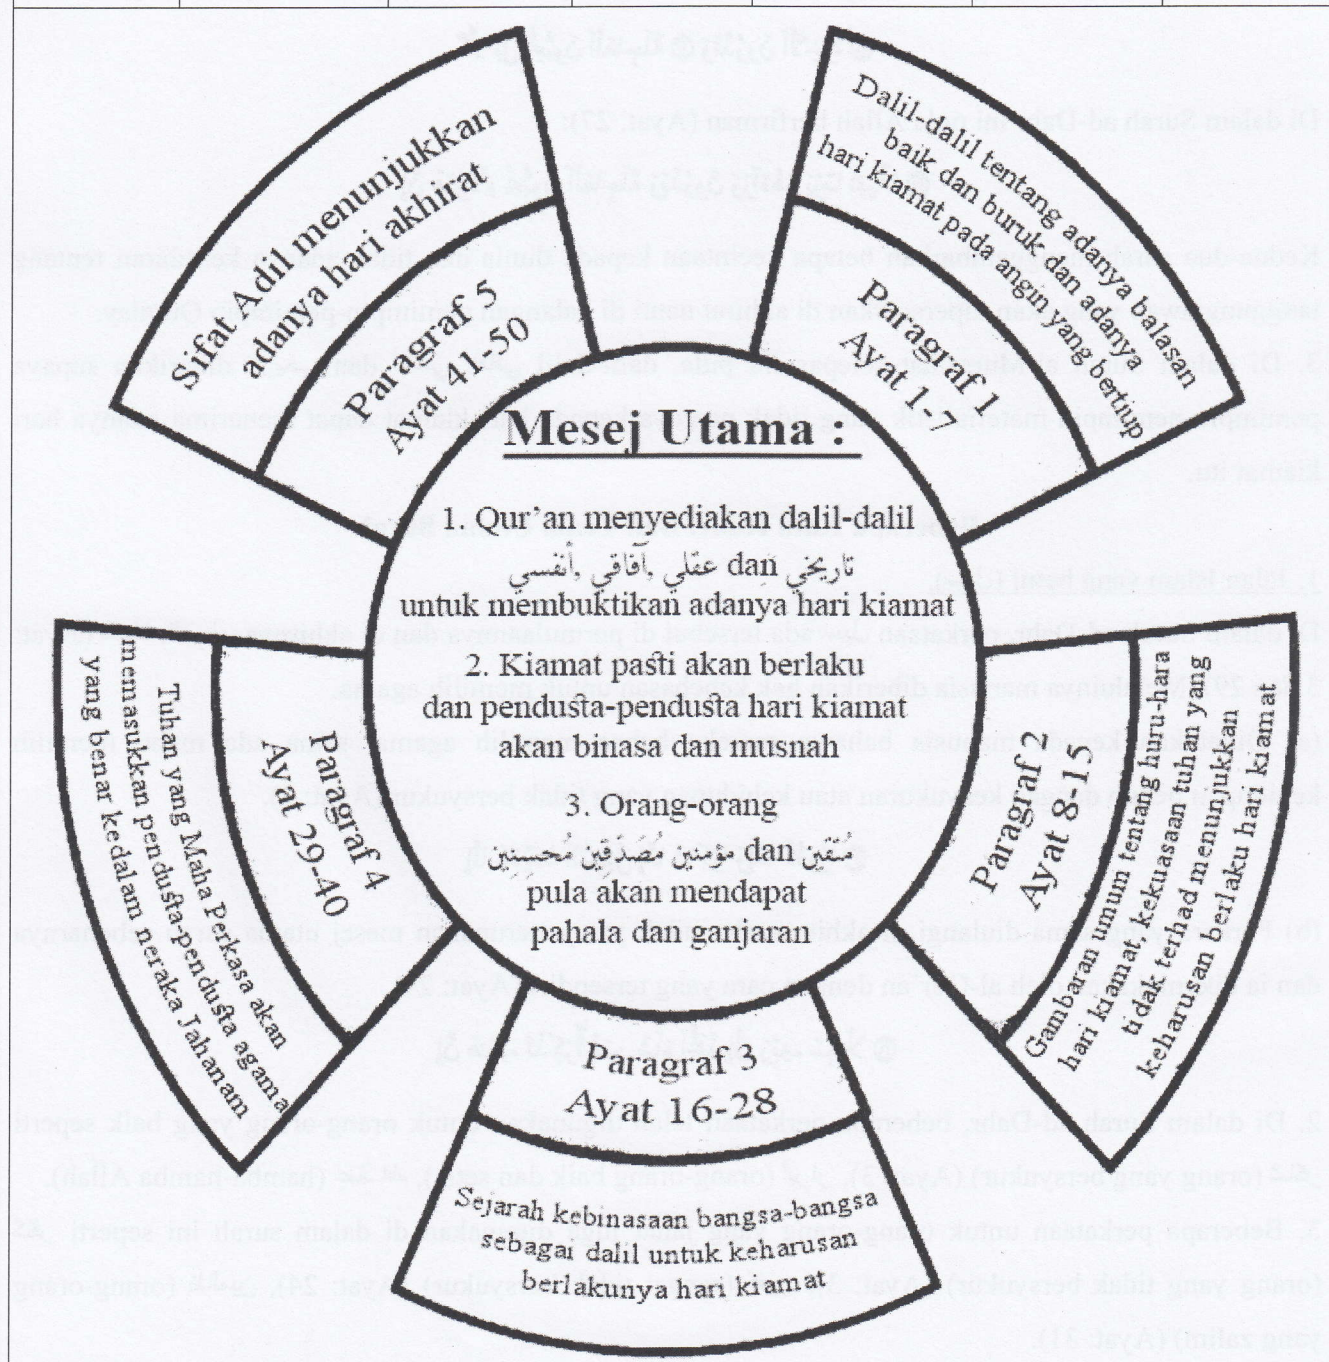 Mesej Utama :
1. Qur'an menyediakan dalil-dalil
عقلي ,آفاقي ,أنفسي dan تاريخي
untuk membuktikan adanya hari kiamat
2. Kiamat pasti akan berlaku
dan pendusta-pendusta hari kiamat
akan binasa dan musnah
3. Orang-orang
dan
pula akan mendapat
pahala dan ganjaran
Paragraf 1
Ayat 1,
Dalil-dalil tentang adanya balasan
baik dan buruk, dan adanya
hari kiamat pada angin yang bertiup
Paragraf 2
Ayat 8-15
Gambaran umum tentang huru-hara
hari kiamat, kekuasaan tuhan yang
tidak terhad menunjukkan
keharusan berlaku hari kiamat
Paragraf 3
Ayat 16-28
Sejarah kebinasaan bangsa-bangsa
sebagai dalil untuk keharusan
berlakunya hari kiamat
Paragraf 4
Ayat 29-40
Tuhan yang Maha Perkasa akan
memasukkan pendusta-pendusta agama
yang benar kedalam neraka Jahanam
Paragraf 5
Ayat 41-50
Sifat Adil menunjukkan
adanya hari akhirat